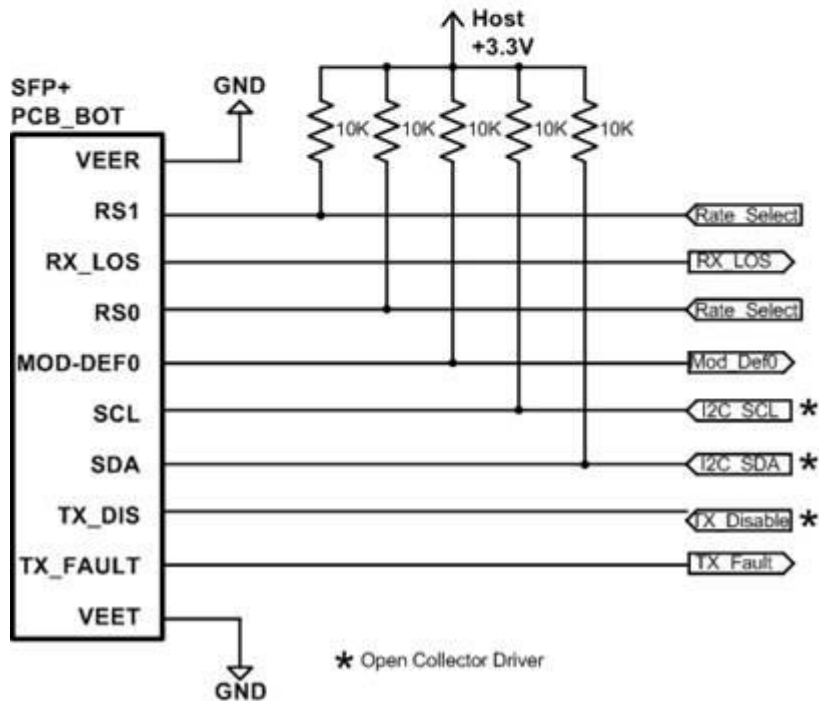 Host
+3.3V
SFP+
PCB_BOT
GND
10K
10K
10K
10K
10K
VEER
RS1
Rate_Select
RX_LOS
RX_LOS
RS0
Rate_Select
MOD-DEF0
Mod_Def0
SCL
I2C_SCL *
SDA
I2C_SDA *
TX_DIS
TX_Disable *
TX_FAULT
TX_Fault
VEET
* Open Collector Driver
GND